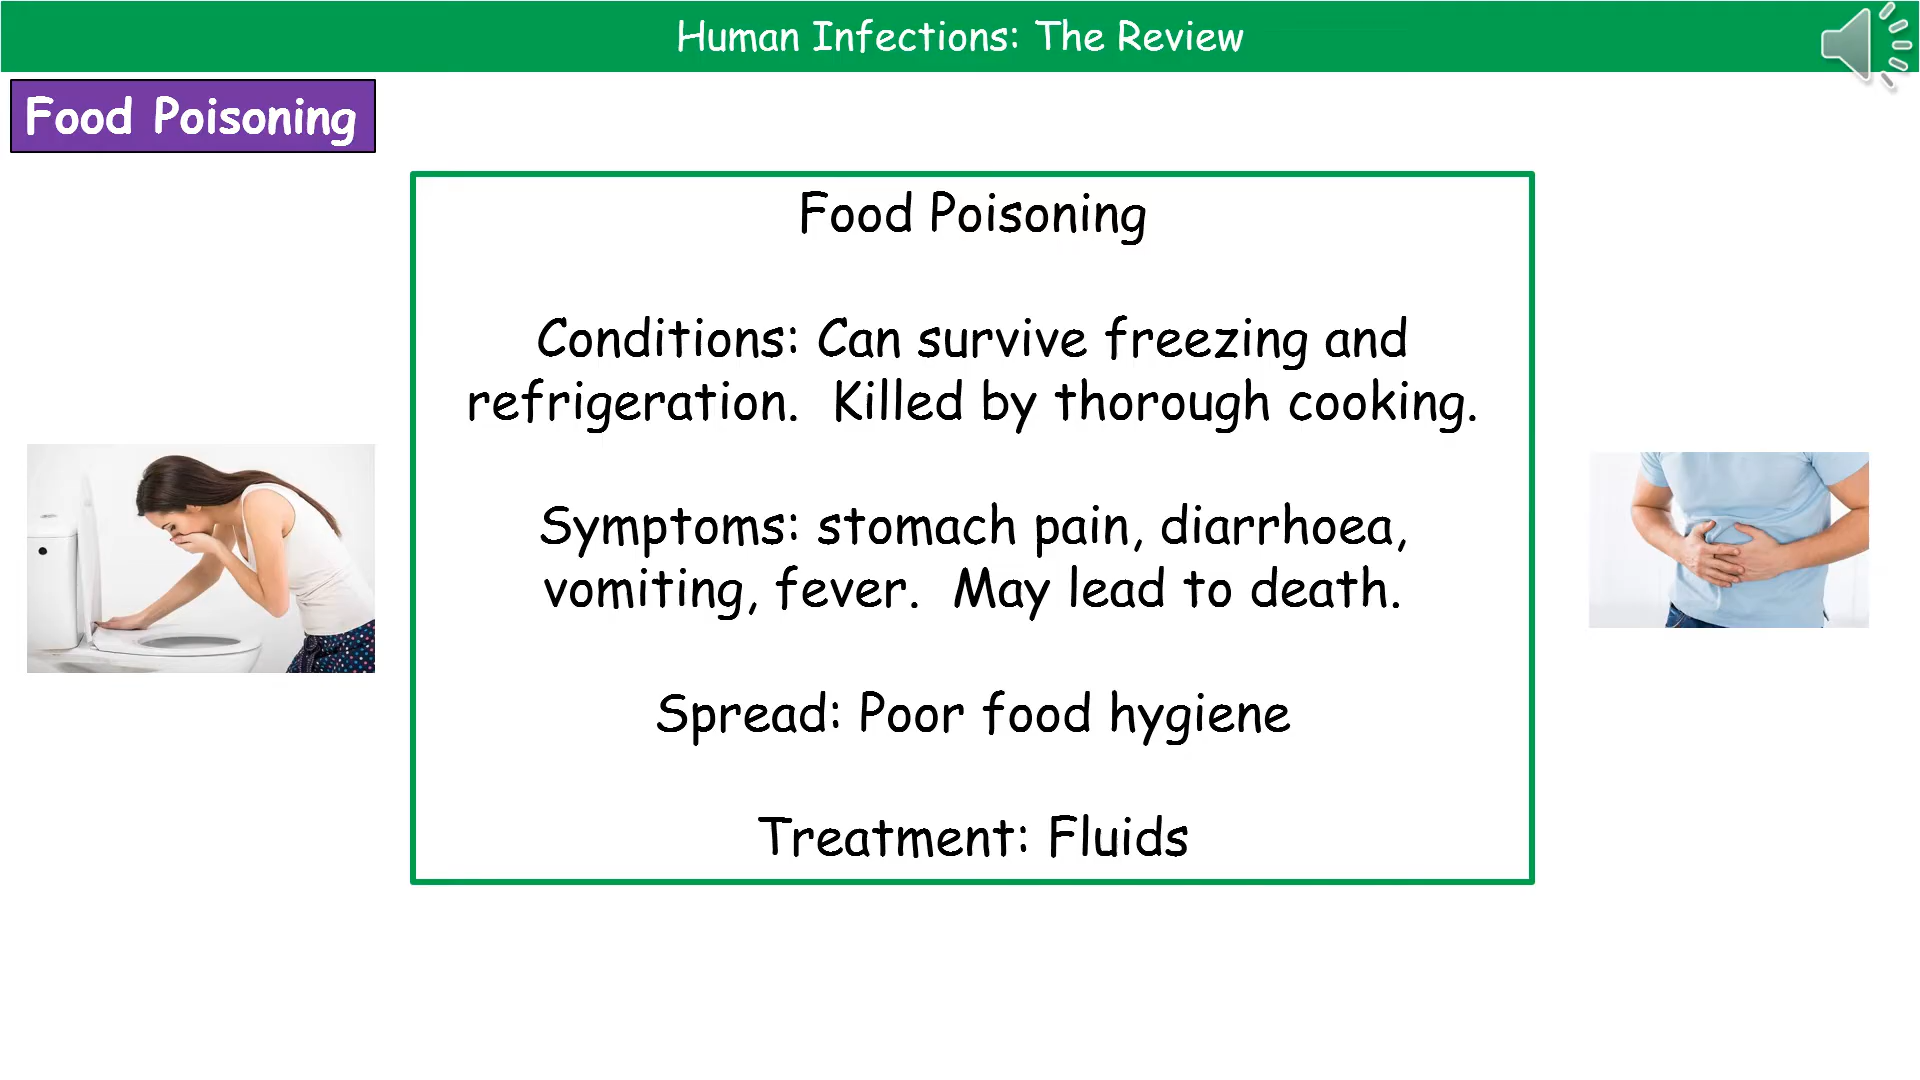 Human Infections: The Review
Food Poisoning
Food Poisoning
Conditions: Can survive freezing and
refrigeration.  Killed by thorough cooking.
Symptoms: stomach pain, diarrhoea,
vomiting, fever.  May lead to death.
Spread: Poor food hygiene
Treatment: Fluids